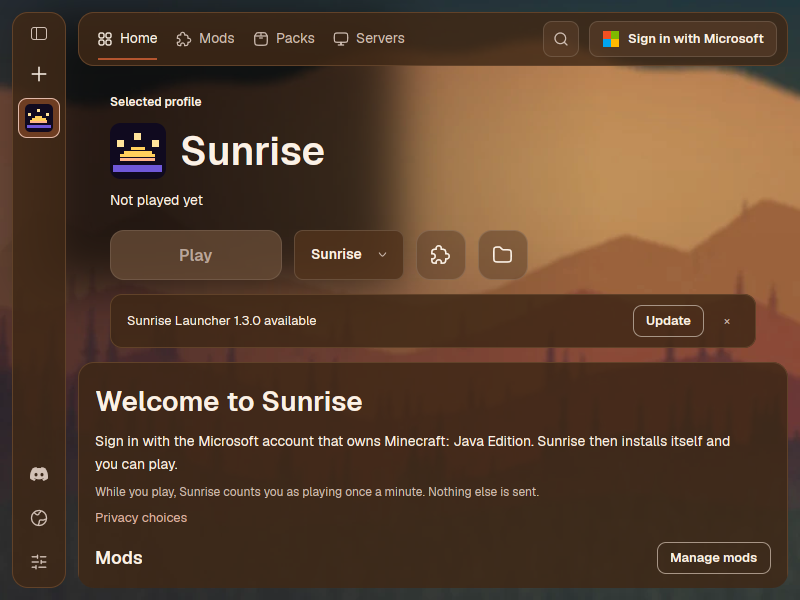 Home
Mods
Packs
Servers
Sign in with Microsoft
Selected profile
Sunrise
Not played yet
Play
Sunrise
Sunrise Launcher 1.3.0 available
Update
×
Welcome to Sunrise
Sign in with the Microsoft account that owns Minecraft: Java Edition. Sunrise then installs itself and
you can play.
While you play, Sunrise counts you as playing once a minute. Nothing else is sent.
Privacy choices
Mods
Manage mods